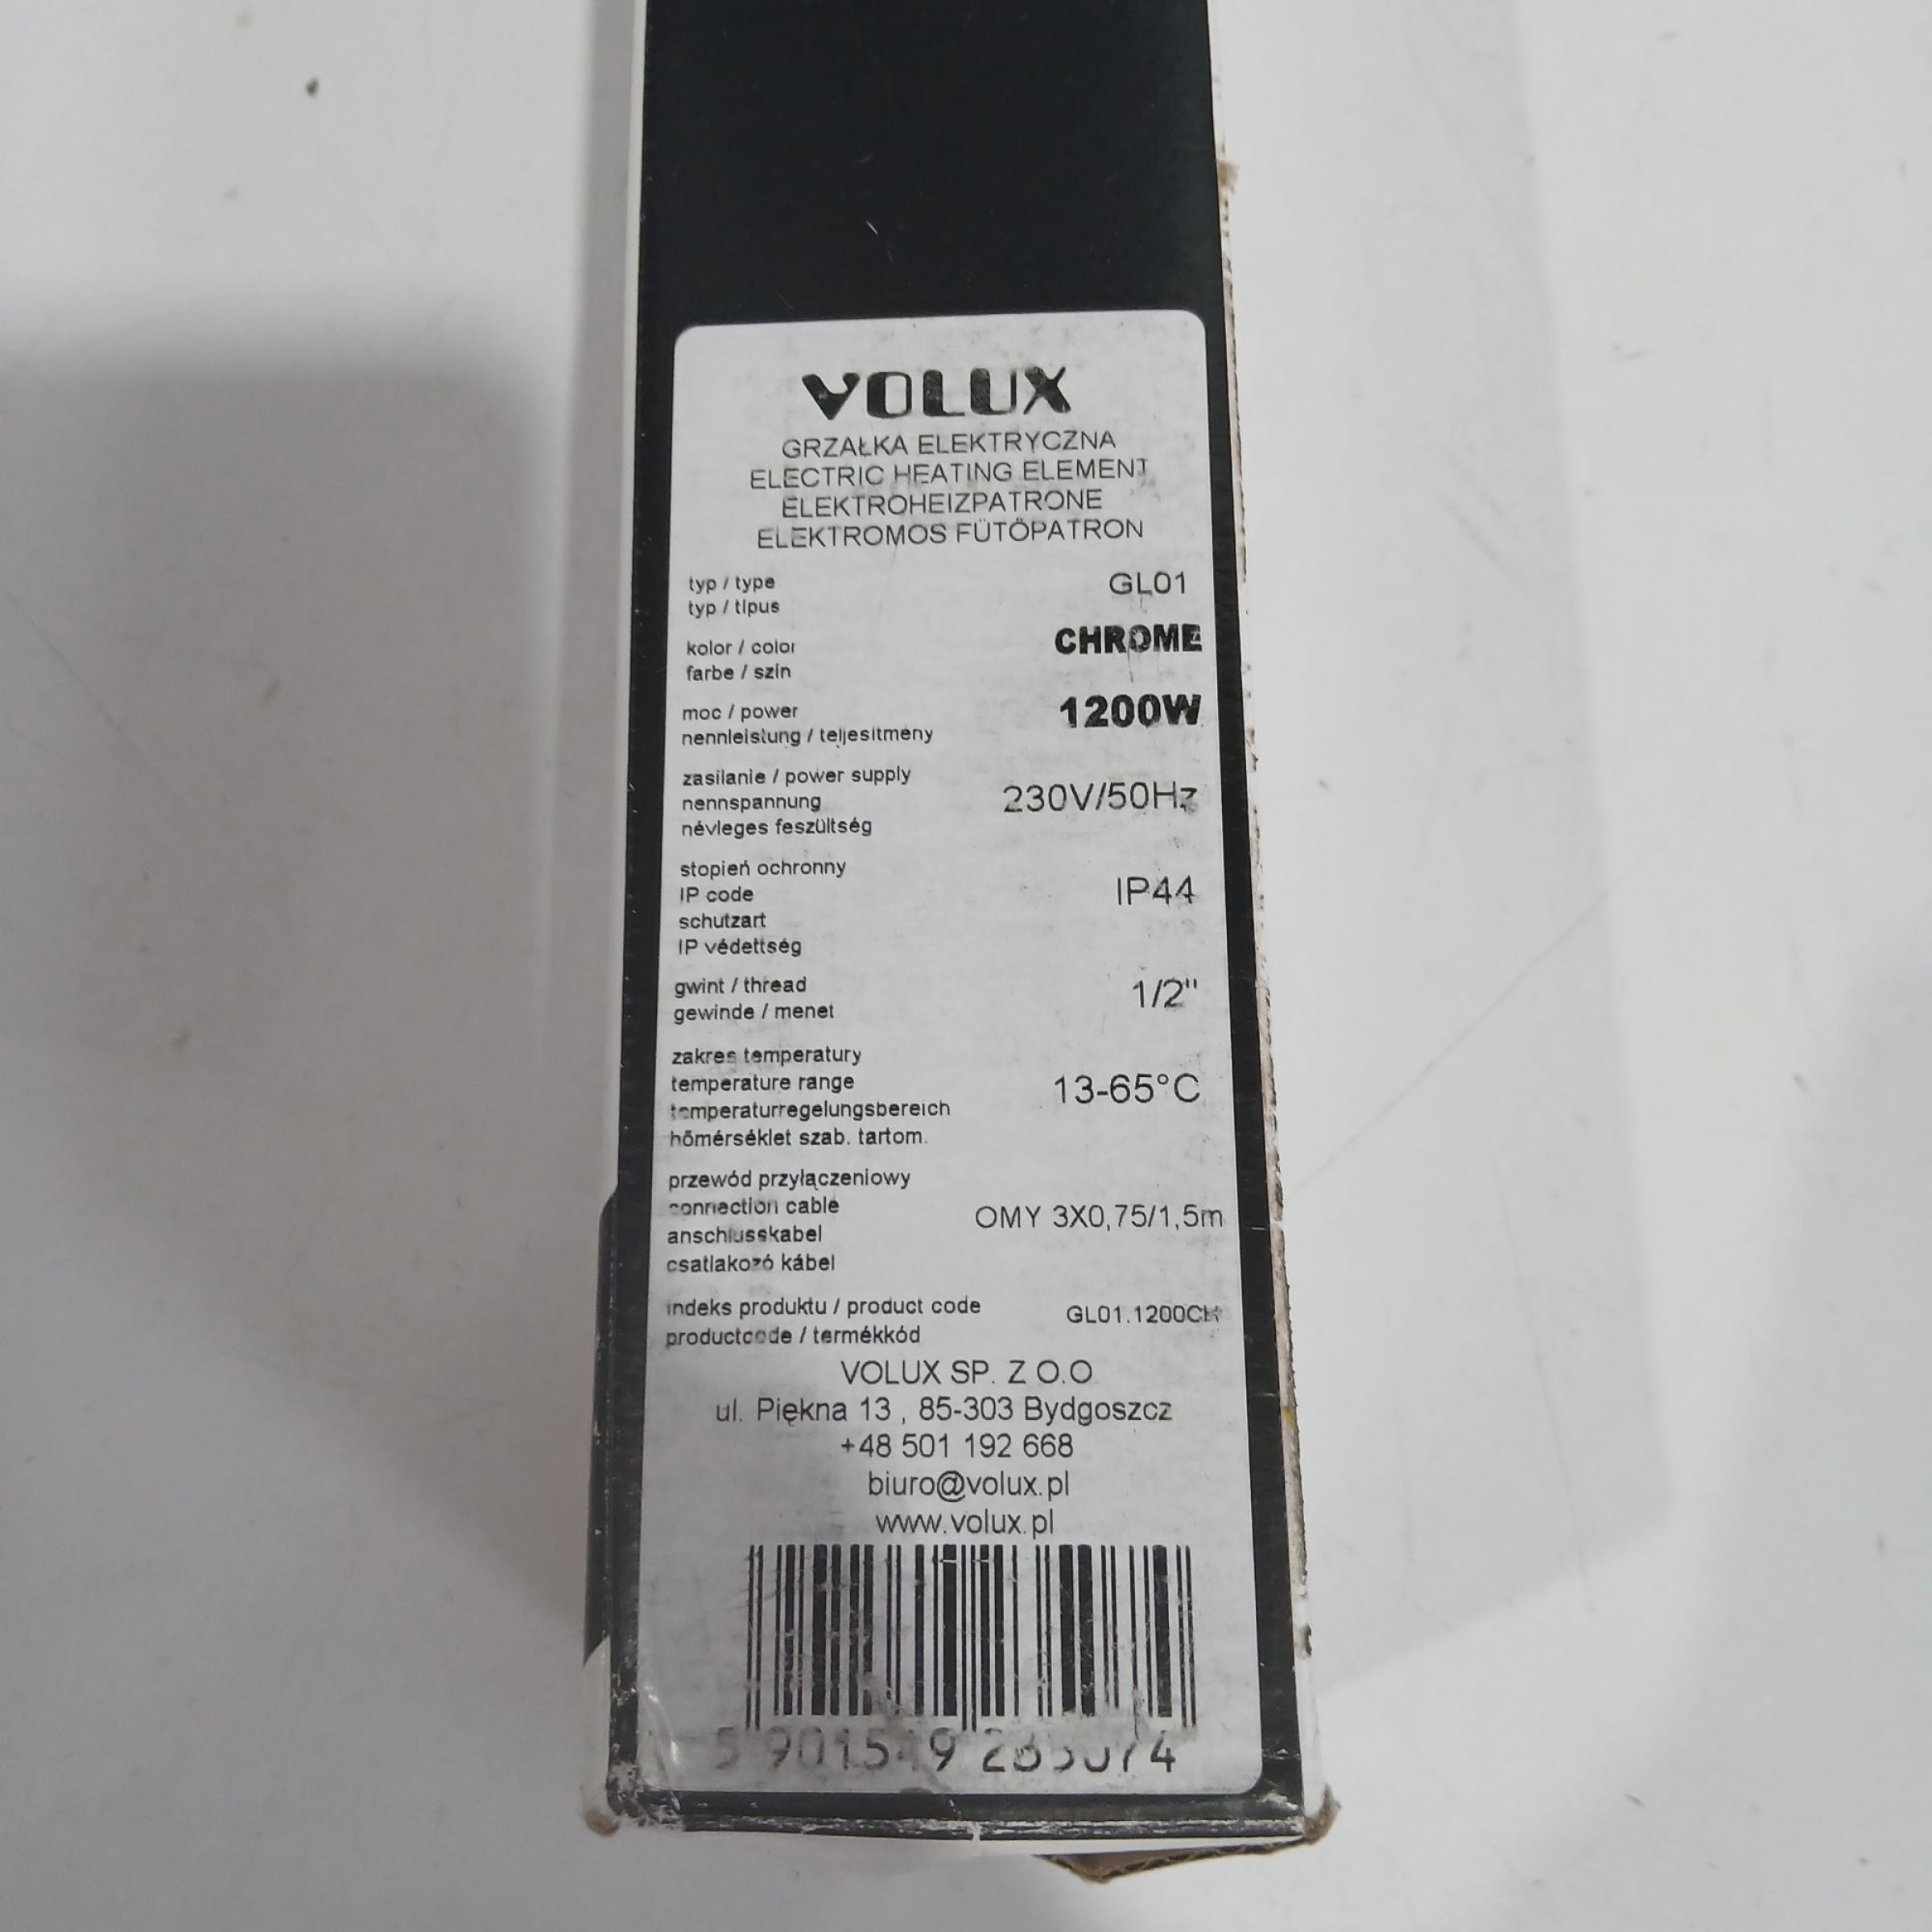 VOLUX
GRZAŁKA ELEKTRYCZNA
ELECTRIC HEATING ELEMENT
ELEKTROHEIZPATRONE
ELEKTROMOS FÜTÖPATRON
typ / type
typ / típus
GL01
kolor / color
farbe / szín
CHROME
moc / power
nennleistung / teljesítmény
1200W
zasilanie / power supply
nennspannung
névleges feszültség
230V/50Hz
stopień ochronny
IP code
schutzart
IP védettség
IP44
gwint / thread
gewinde / menet
1/2"
zakres temperatury
temperature range
temperaturregelungsbereich
hőmérséklet szab. tartom.
13-65°C
przewód przyłączeniowy
connection cable
anschlusskabel
csatlakozó kábel
OMY 3X0,75/1,5m
indeks produktu / product code
productcode / termékkód
GL01.1200CH
VOLUX SP. Z O.O
ul. Piękna 13 , 85-303 Bydgoszcz
+48 501 192 668
biuro@volux.pl
www.volux.pl